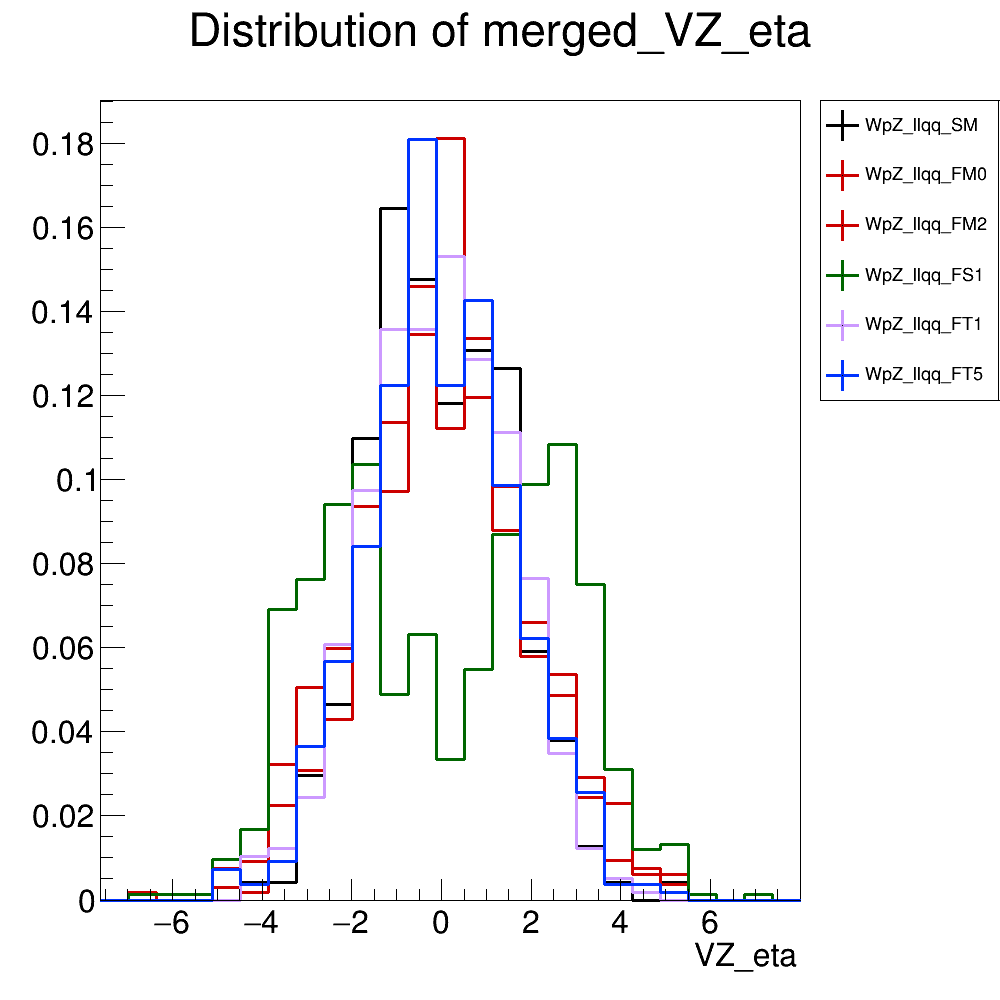 Distribution of merged_VZ_eta
0.18
0.16
0.14
0.12
0.1
0.08
0.06
0.04
0.02
0
−6 −4 −2 0 2 4 6
VZ_eta
WpZ_llqq_SM
WpZ_llqq_FM0
WpZ_llqq_FM2
WpZ_llqq_FS1
WpZ_llqq_FT1
WpZ_llqq_FT5